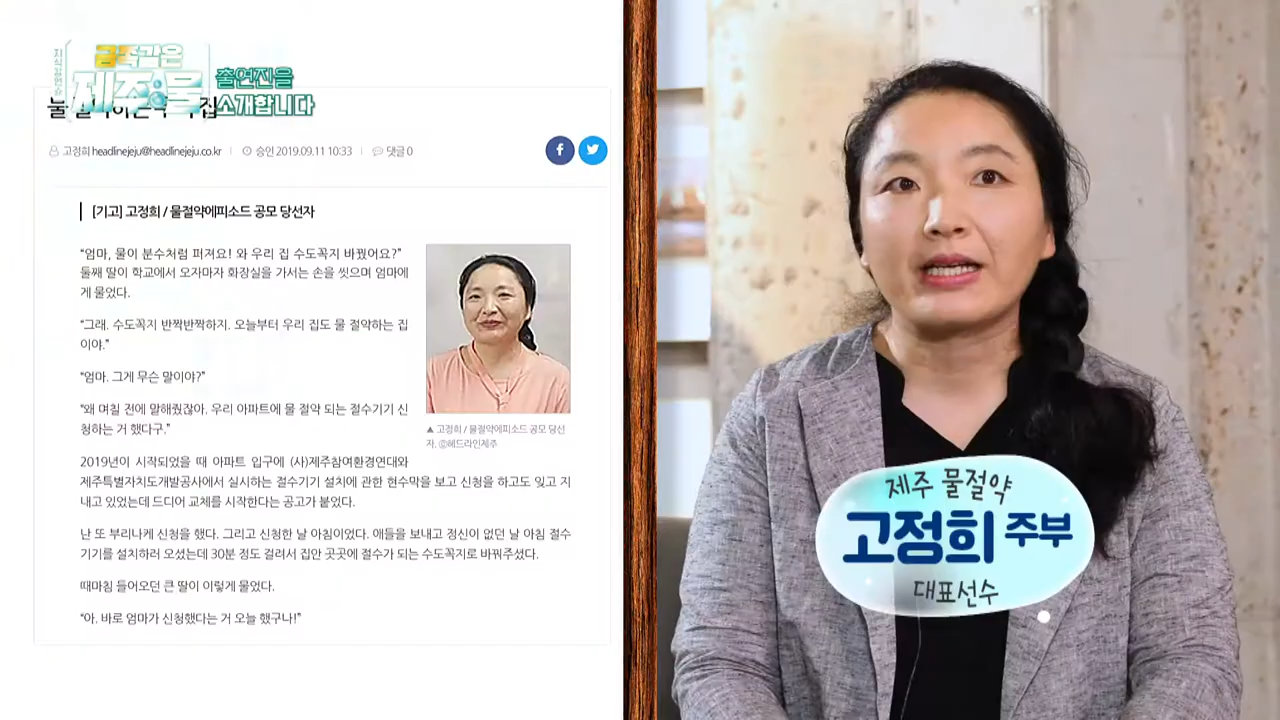 지식강연쇼
금쪽같은
제주:물
출연진을
소개합니다
고정희 headlinejeju@headlinejeju.co.kr
승인 2019.09.11 10:33
댓글 0
[기고] 고정희 / 물절약에피소드 공모 당선자
“엄마, 물이 분수처럼 퍼져요! 와 우리 집 수도꼭지 바꿨어요?”
둘째 딸이 학교에서 오자마자 화장실을 가서는 손을 씻으며 엄마에
게 물었다.
“그래. 수도꼭지 반짝반짝하지. 오늘부터 우리 집도 물 절약하는 집
이야.”
“엄마. 그게 무슨 말이야?”
“왜 며칠 전에 말해줬잖아. 우리 아파트에 물 절약 되는 절수기기 신
청하는 거 했다구.”
▲ 고정희 / 물절약에피소드 공모 당선
자. ⓒ헤드라인제주
2019년이 시작되었을 때 아파트 입구에 (사)제주참여환경연대와
제주특별자치도개발공사에서 실시하는 절수기기 설치에 관한 현수막을 보고 신청을 하고도 잊고 지
내고 있었는데 드디어 교체를 시작한다는 공고가 붙었다.
난 또 부리나케 신청을 했다. 그리고 신청한 날 아침이었다. 애들을 보내고 정신이 없던 날 아침 절수
기기를 설치하러 오셨는데 30분 정도 걸려서 집안 곳곳에 절수가 되는 수도꼭지로 바꿔주셨다.
때마침 들어오던 큰 딸이 이렇게 물었다.
“아. 바로 엄마가 신청했다는 거 오늘 했구나!”
제주 물절약
고정희 주부
대표선수